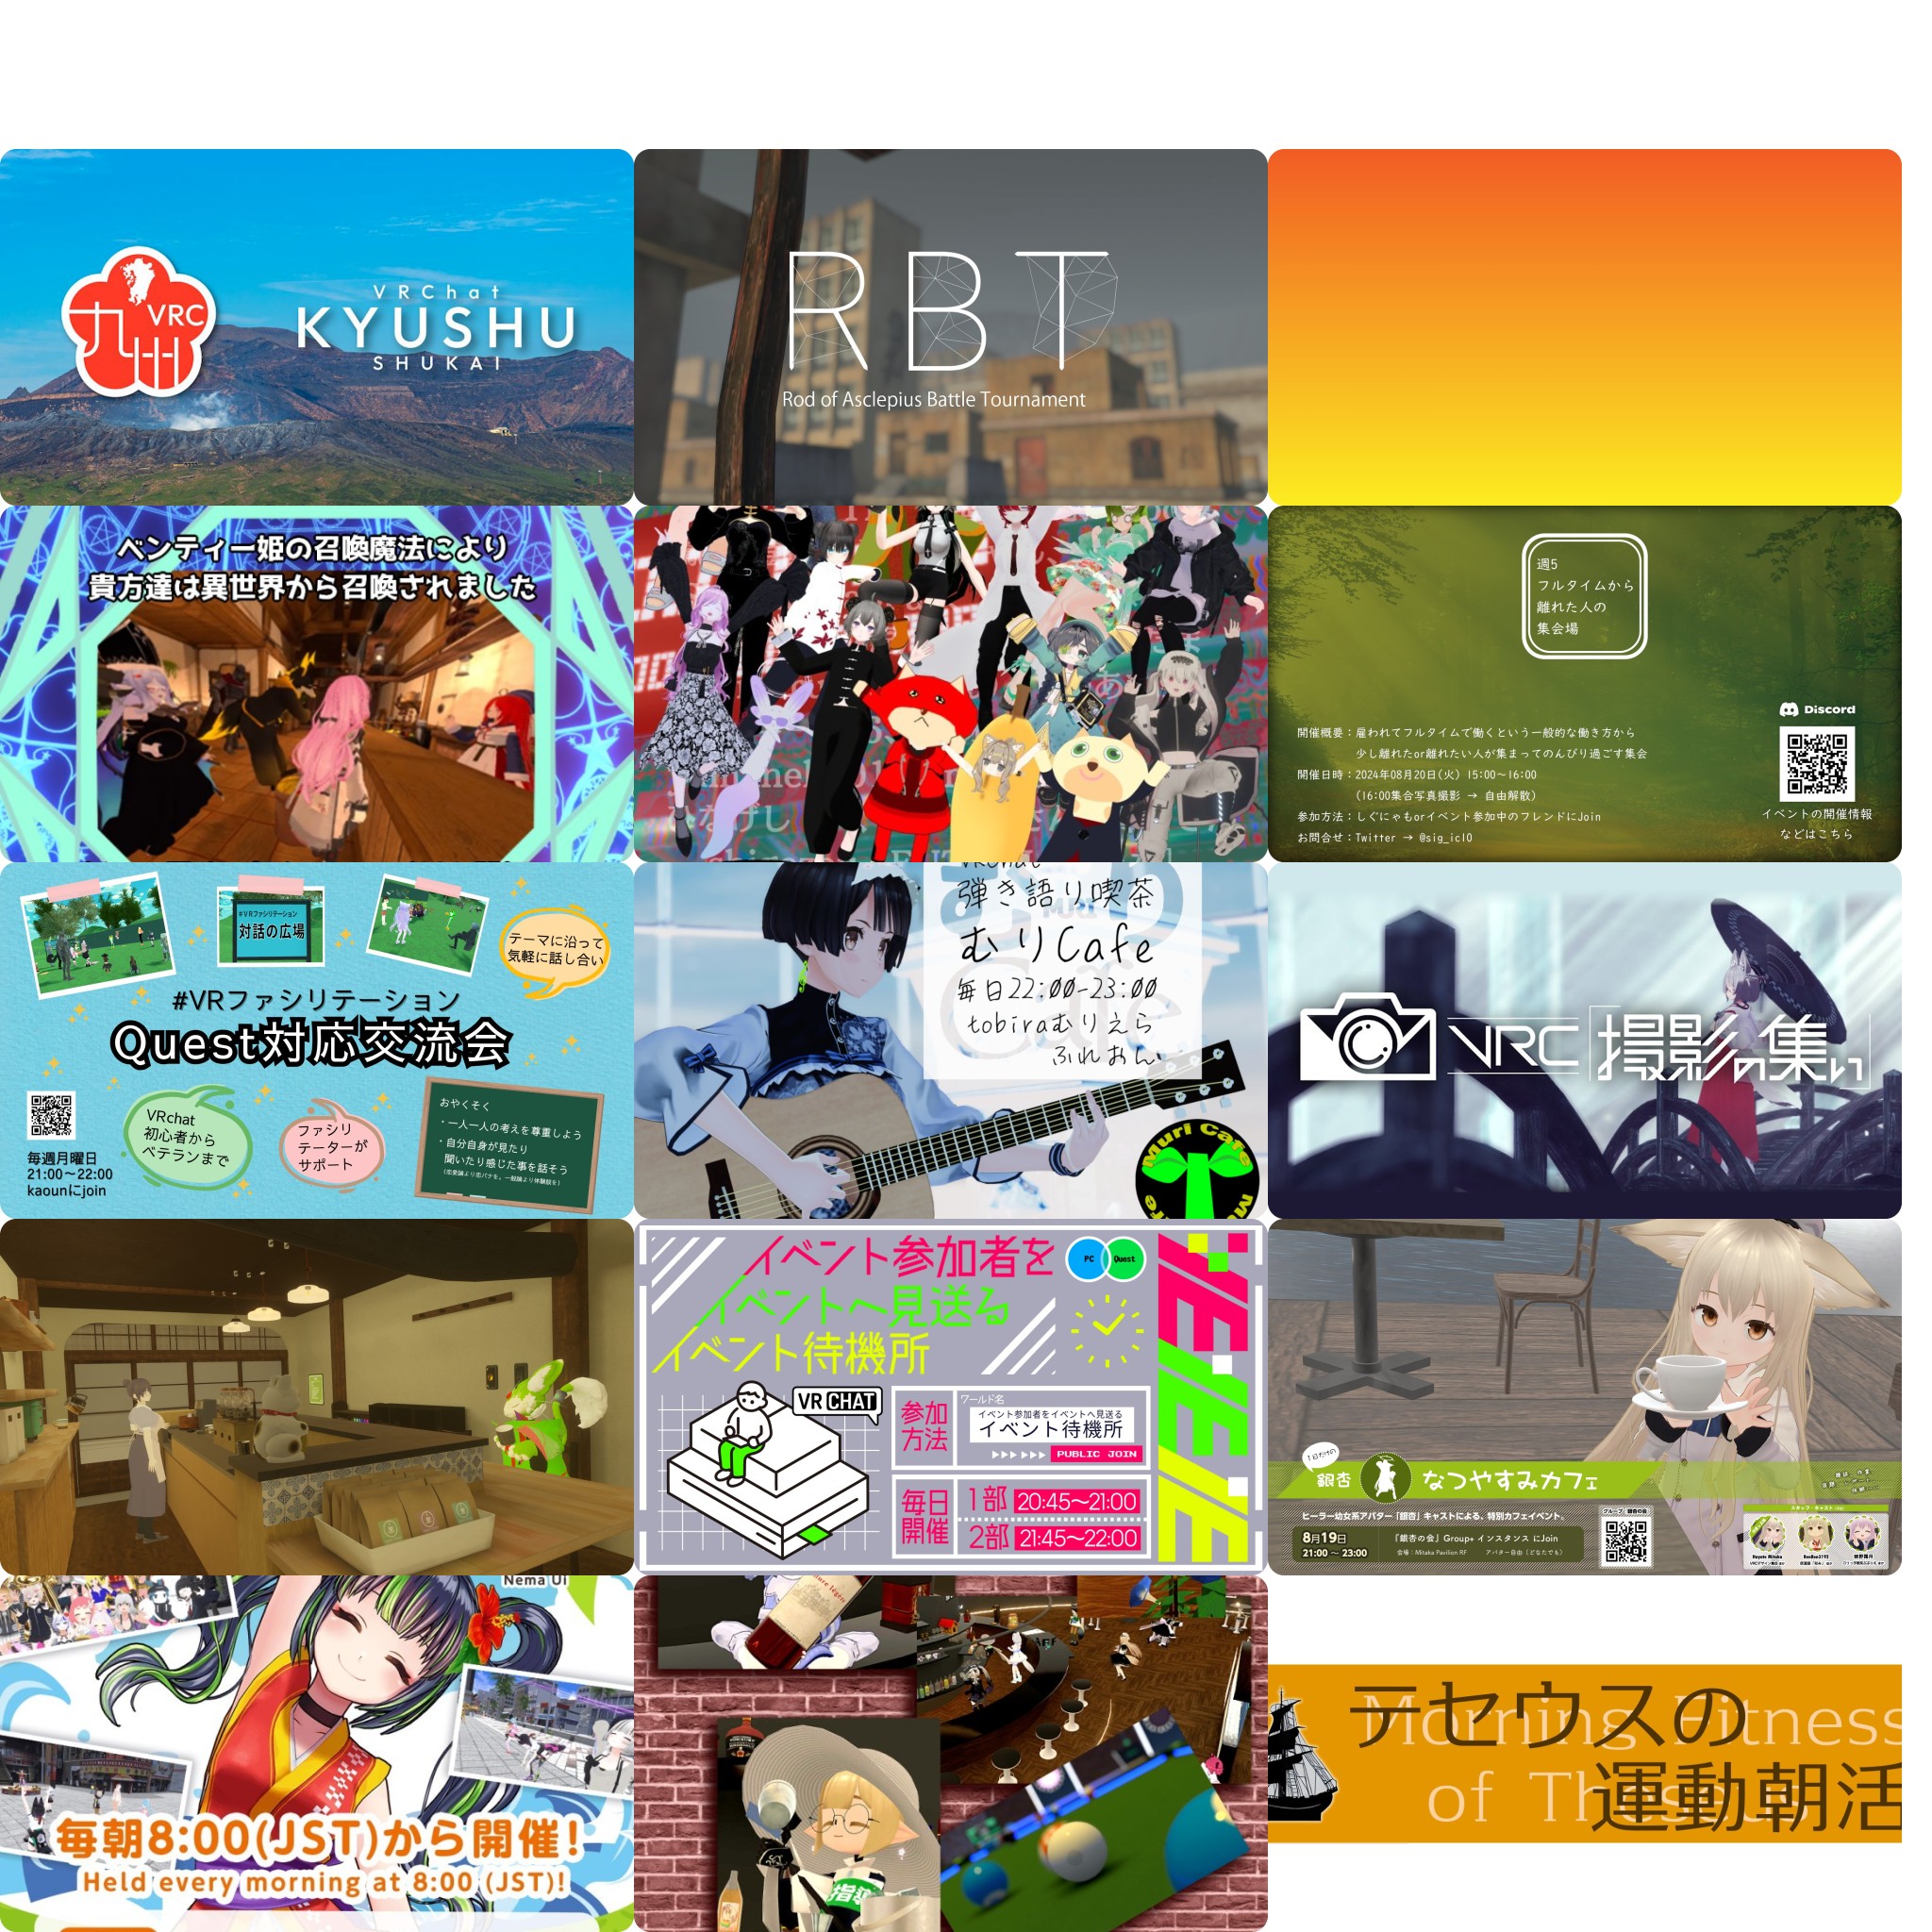 九州
VRC
VRChat
KYUSHU
SHUKAI
RBT
Rod of Asclepius Battle Tournament
ベンティー姫の召喚魔法により
貴方達は異世界から召喚されました
週5
フルタイムから
離れた人の
集会場
開催概要：雇われてフルタイムで働くという一般的な働き方から
少し離れたor離れたい人が集まってのんびり過ごす集会
開催日時：2024年08月20日(火) 15:00~16:00
(16:00集合写真撮影 → 自由解散)
参加方法：しぐにゃもorイベント参加中のフレンドにJoin
お問合せ：Twitter → @sig_icl0
Discord
イベントの開催情報
などはこちら
#VRファシリテーション
対話の広場
テーマに沿って
気軽に話し合い
#VRファシリテーション
Quest対応交流会
毎週月曜日
21:00~22:00
kaounにjoin
VRchat
初心者から
ベテランまで
ファシリ
テーターが
サポート
おやくそく
・一人一人の考えを尊重しよう
・自分自身が見たり
聞いたり感じた事を話そう
弾き語り喫茶
むりCafe
毎日22:00-23:00
tobiraむりえら
ふれおん
Muri Cafe
VRC撮影の集い
イベント参加者を
イベントへ見送る
イベント待機所
PC
Quest
VRCHAT
参加
方法
ワールド名
イベント参加者をイベントへ見送る
イベント待機所
PUBLIC JOIN
毎日
開催
1部 20:45~21:00
2部 21:45~22:00
銀杏 なつやすみカフェ
ヒーラー幼女系アバター「銀杏」キャストによる、特別カフェイベント。
8月19日
21:00 ~ 23:00
『銀杏の会』Group+ インスタンス にJoin
会場：Mitaka Pavilion RF
アバター自由（どなたでも）
Nema Ui
毎朝8:00(JST)から開催!
Held every morning at 8:00 (JST)!
指導
テセウスの
運動朝活
Morning Fitness
of Theseus